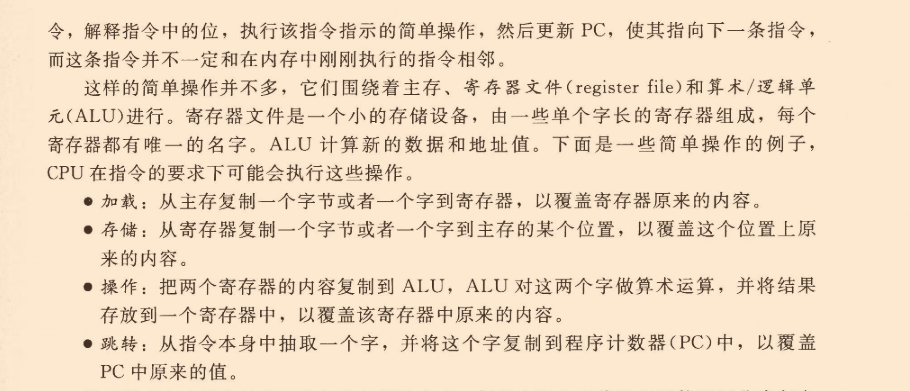 令，解释指令中的位，执行该指令指示的简单操作，然后更新 PC，使其指向下一条指令，
而这条指令并不一定和在内存中刚刚执行的指令相邻。
这样的简单操作并不多，它们围绕着主存、寄存器文件(register file)和算术/逻辑单
元(ALU)进行。寄存器文件是一个小的存储设备，由一些单个字长的寄存器组成，每个
寄存器都有唯一的名字。ALU 计算新的数据和地址值。下面是一些简单操作的例子，
CPU 在指令的要求下可能会执行这些操作。
● 加载：从主存复制一个字节或者一个字到寄存器，以覆盖寄存器原来的内容。
● 存储：从寄存器复制一个字节或者一个字到主存的某个位置，以覆盖这个位置上原
来的内容。
● 操作：把两个寄存器的内容复制到 ALU，ALU 对这两个字做算术运算，并将结果
存放到一个寄存器中，以覆盖该寄存器中原来的内容。
● 跳转：从指令本身中抽取一个字，并将这个字复制到程序计数器(PC)中，以覆盖
PC 中原来的值。